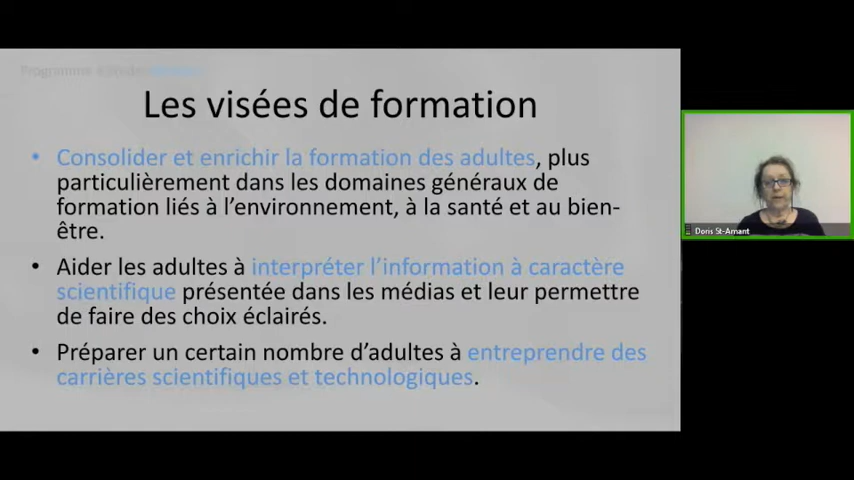 Les visées de formation
• Consolider et enrichir la formation des adultes, plus
particulièrement dans les domaines généraux de
formation liés à l’environnement, à la santé et au bien-
être.
• Aider les adultes à interpréter l’information à caractère
scientifique présentée dans les médias et leur permettre
de faire des choix éclairés.
• Préparer un certain nombre d’adultes à entreprendre des
carrières scientifiques et technologiques.
Doris St-Amant